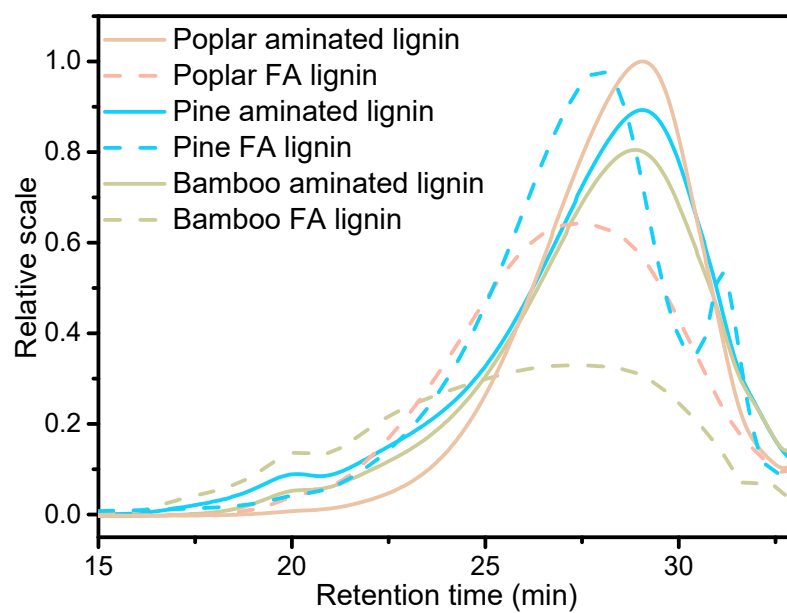 Poplar aminated lignin
Poplar FA lignin
Pine aminated lignin
Pine FA lignin
Bamboo aminated lignin
Bamboo FA lignin
Relative scale
1.0
0.8
0.6
0.4
0.2
0.0
15 20 25 30
Retention time (min)